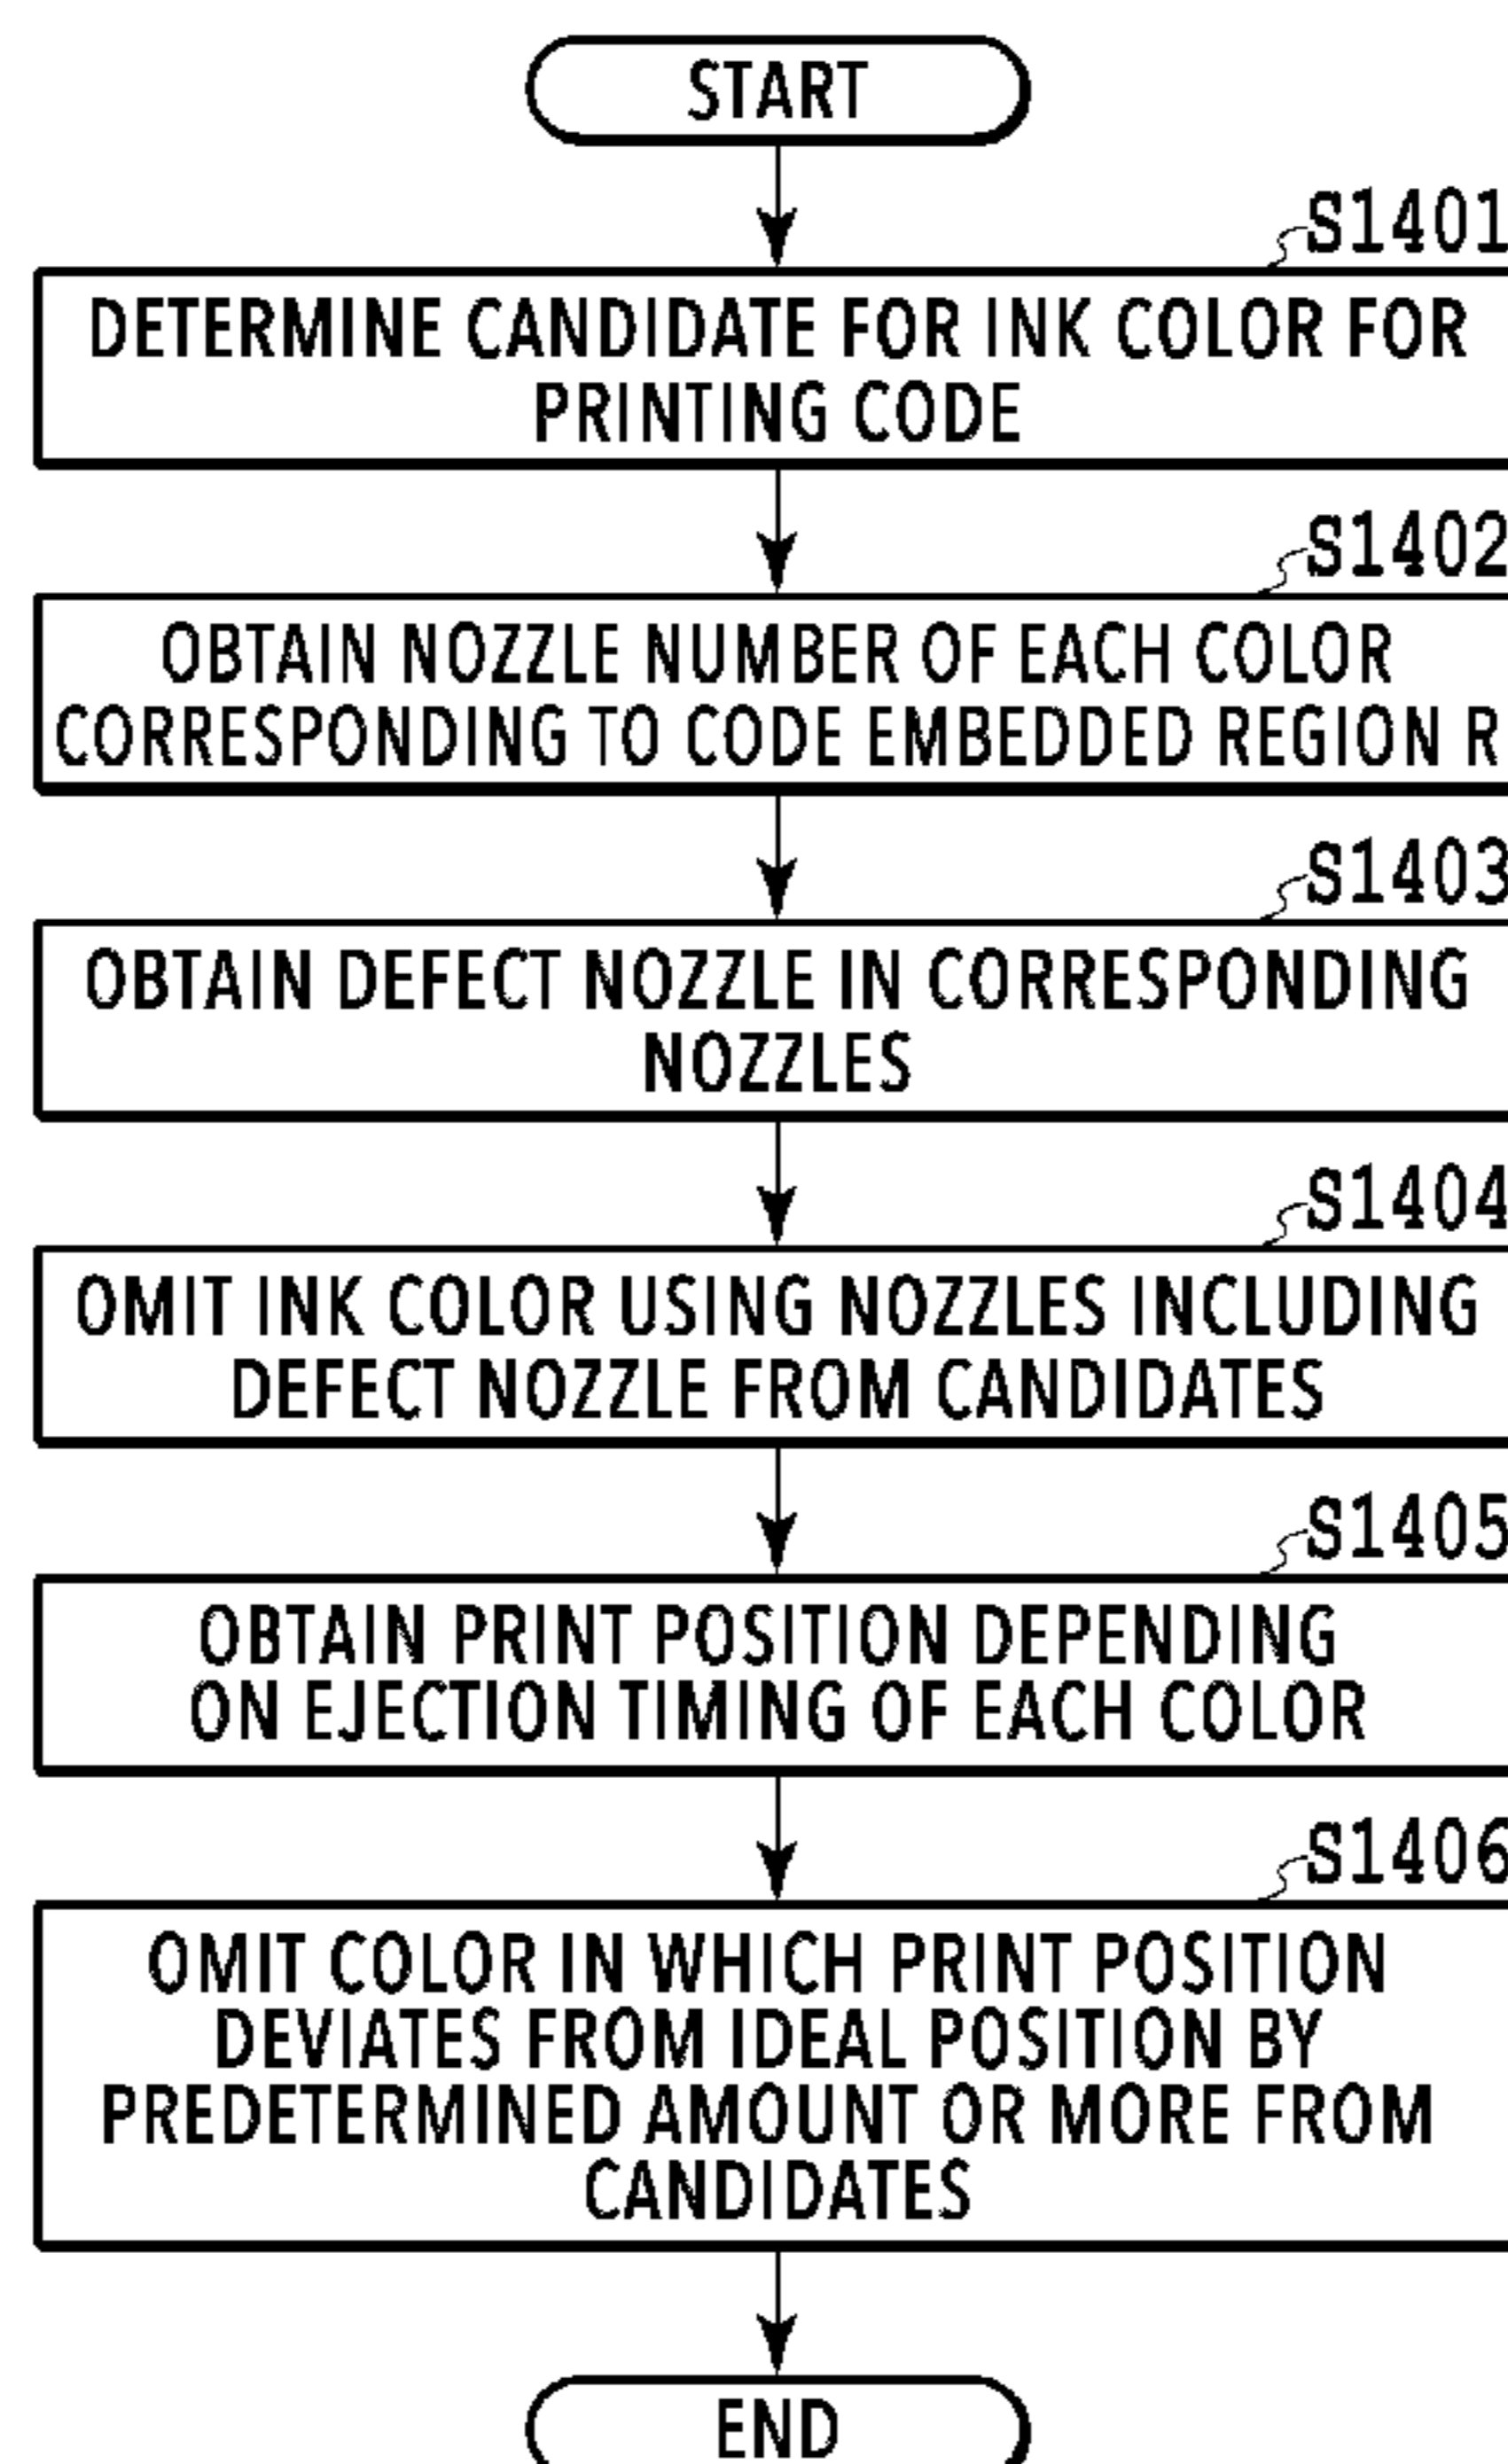 START
S1401
DETERMINE CANDIDATE FOR INK COLOR FOR
PRINTING CODE
S1402
OBTAIN NOZZLE NUMBER OF EACH COLOR
CORRESPONDING TO CODE EMBEDDED REGION R
S1403
OBTAIN DEFECT NOZZLE IN CORRESPONDING
NOZZLES
S1404
OMIT INK COLOR USING NOZZLES INCLUDING
DEFECT NOZZLE FROM CANDIDATES
S1405
OBTAIN PRINT POSITION DEPENDING
ON EJECTION TIMING OF EACH COLOR
S1406
OMIT COLOR IN WHICH PRINT POSITION
DEVIATES FROM IDEAL POSITION BY
PREDETERMINED AMOUNT OR MORE FROM
CANDIDATES
END